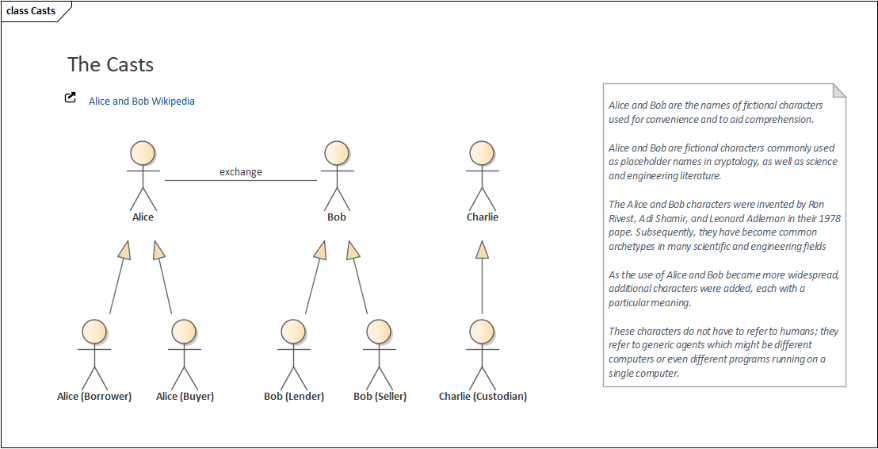 class Casts
The Casts
Alice and Bob Wikipedia
exchange
Alice
Bob
Charlie
Alice (Borrower)
Alice (Buyer)
Bob (Lender)
Bob (Seller)
Charlie (Custodian)
Alice and Bob are the names of fictional characters
used for convenience and to aid comprehension.
Alice and Bob are fictional characters commonly used
as placeholder names in cryptology, as well as science
and engineering literature.
The Alice and Bob characters were invented by Ron
Rivest, Adi Shamir, and Leonard Adleman in their 1978
pape. Subsequently, they have become common
archetypes in many scientific and engineering fields
As the use of Alice and Bob became more widespread,
additional characters were added, each with a
particular meaning.
These characters do not have to refer to humans; they
refer to generic agents which might be different
computers or even different programs running on a
single computer.